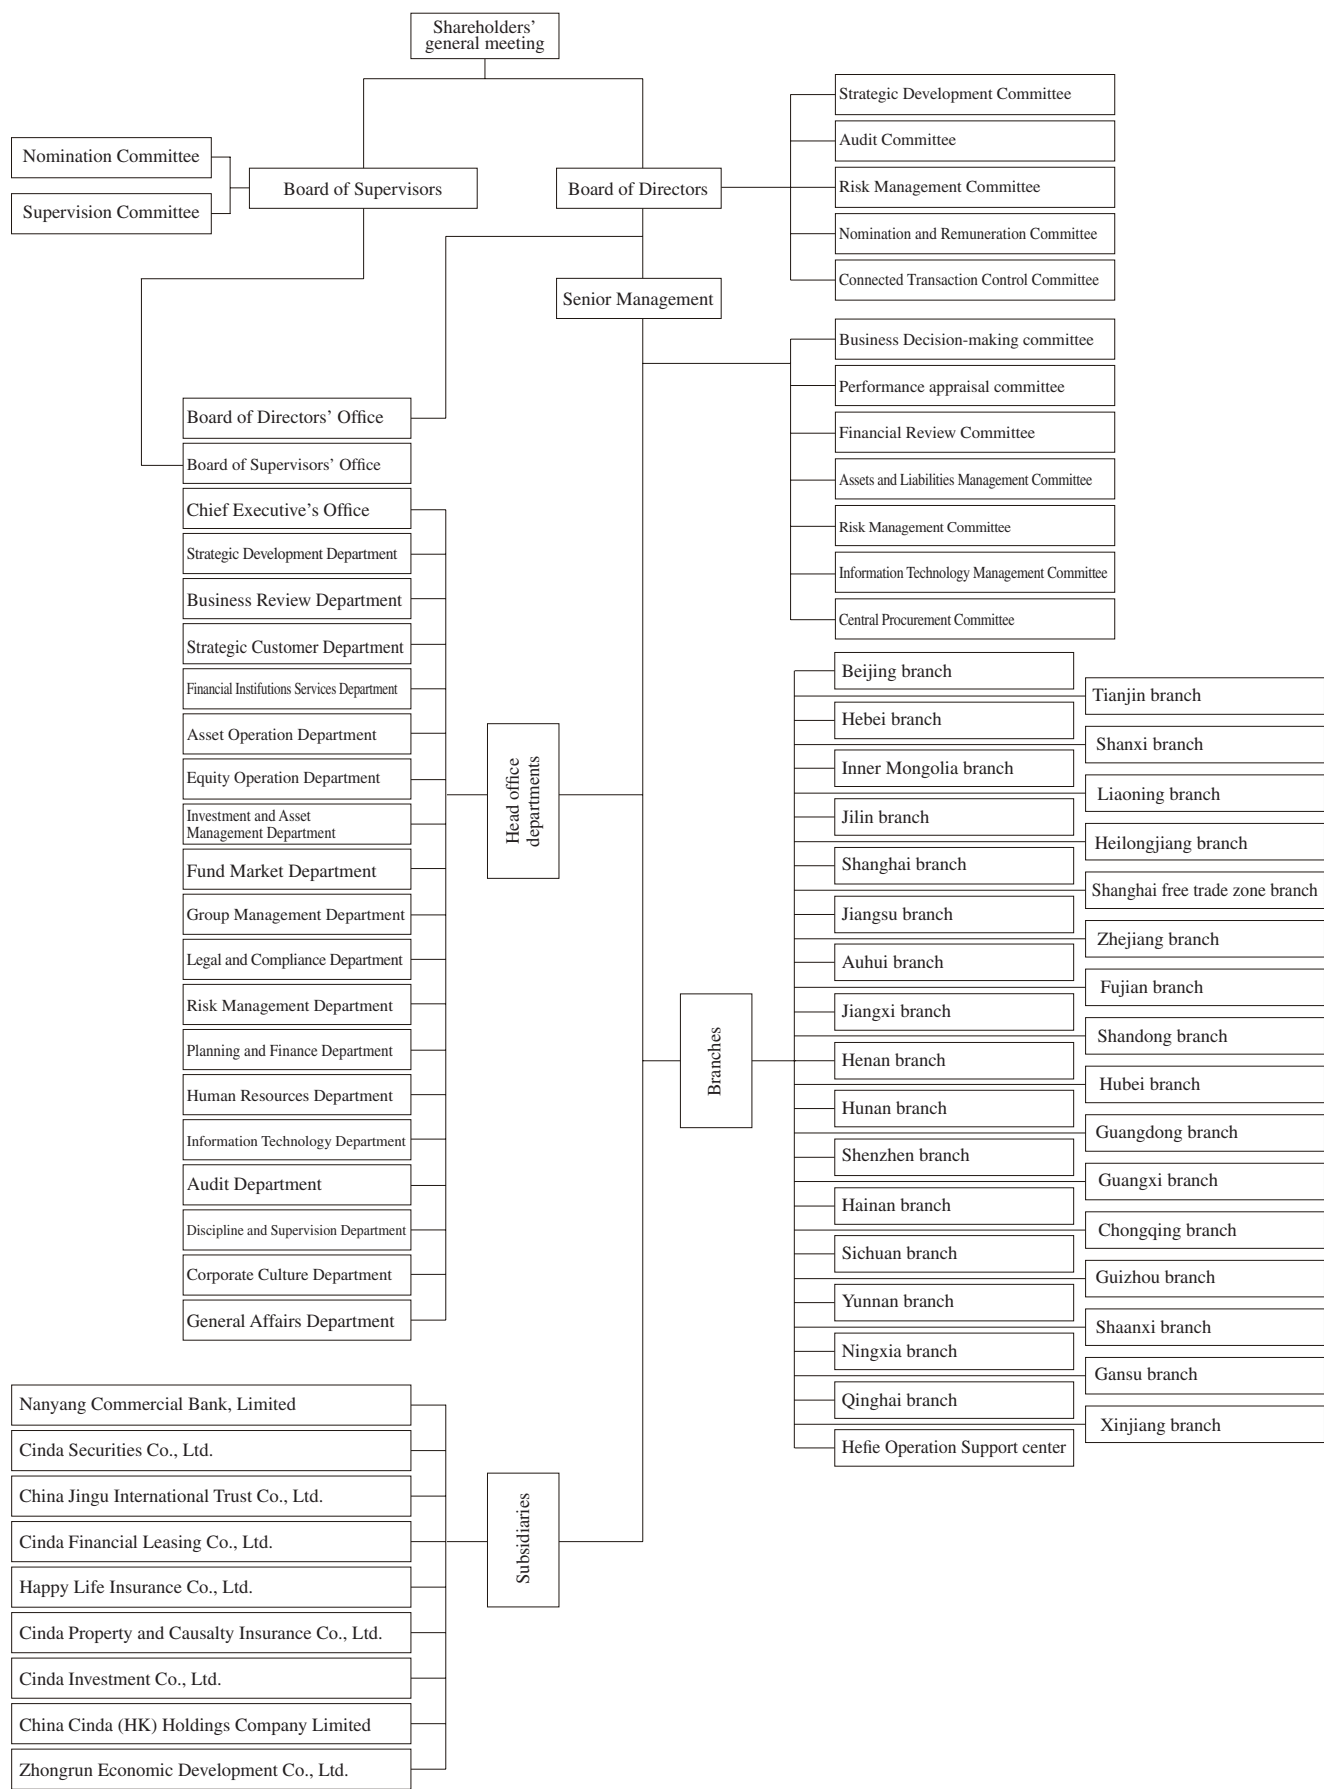 Shareholders'
general meeting
Strategic Development Committee
Audit Committee
Nomination Committee
Board of Supervisors
Board of Directors
Risk Management Committee
Supervision Committee
Nomination and Remuneration Committee
Connected Transaction Control Committee
Senior Management
Business Decision-making committee
Performance appraisal committee
Financial Review Committee
Assets and Liabilities Management Committee
Risk Management Committee
Information Technology Management Committee
Central Procurement Committee
Board of Directors' Office
Board of Supervisors' Office
Chief Executive's Office
Strategic Development Department
Business Review Department
Strategic Customer Department
Financial Institutions Services Department
Asset Operation Department
Equity Operation Department
Investment and Asset
Management Department
Fund Market Department
Group Management Department
Legal and Compliance Department
Risk Management Department
Planning and Finance Department
Human Resources Department
Information Technology Department
Audit Department
Discipline and Supervision Department
Corporate Culture Department
General Affairs Department
Head office
departments
Branches
Beijing branch
Tianjin branch
Hebei branch
Shanxi branch
Inner Mongolia branch
Liaoning branch
Jilin branch
Heilongjiang branch
Shanghai branch
Shanghai free trade zone branch
Jiangsu branch
Zhejiang branch
Auhui branch
Fujian branch
Jiangxi branch
Shandong branch
Henan branch
Hubei branch
Hunan branch
Guangdong branch
Shenzhen branch
Guangxi branch
Hainan branch
Chongqing branch
Sichuan branch
Guizhou branch
Yunnan branch
Shaanxi branch
Ningxia branch
Gansu branch
Qinghai branch
Xinjiang branch
Hefie Operation Support center
Subsidiaries
Nanyang Commercial Bank, Limited
Cinda Securities Co., Ltd.
China Jingu International Trust Co., Ltd.
Cinda Financial Leasing Co., Ltd.
Happy Life Insurance Co., Ltd.
Cinda Property and Causalty Insurance Co., Ltd.
Cinda Investment Co., Ltd.
China Cinda (HK) Holdings Company Limited
Zhongrun Economic Development Co., Ltd.